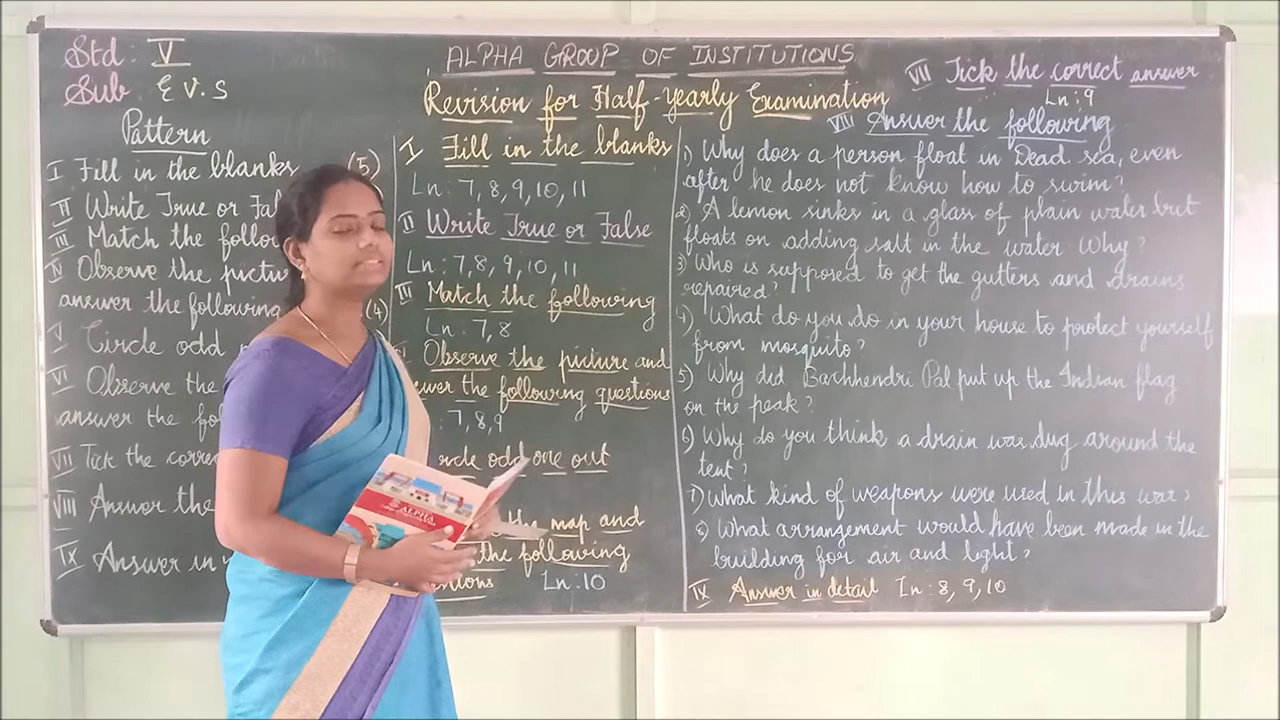 Std: V
Sub: E V.S
Pattern
I Fill in the blanks (5)
II Write True or Fal
III Match the follo
IV Observe the pictu
answer the following (4)
V Circle odd
VI Observe the
answer the fol
VII Tick the corre
VIII Answer the
IX Answer in
ALPHA GROUP OF INSTITUTIONS
Revision for Half-yearly Examination
I Fill in the blanks
Ln: 7, 8, 9, 10, 11
II Write True or False
Ln: 7, 8, 9, 10, 11
III Match the following
Ln: 7, 8
Observe the picture and
swer the following questions
: 7, 8, 9
rcle odd one out
the map and
the following
Ln: 10
VII Tick the correct answer
Ln: 9
VIII Answer the following
1) Why does a person float in Dead sea, even
after he does not know how to swim?
2) A lemon sinks in a glass of plain water but
floats on adding salt in the water Why?
3) Who is supposed to get the gutters and drains
repaired?
4) What do you do in your house to protect yourself
from mosquito?
5) Why did Bachhendri Pal put up the Indian flag
on the peak?
6) Why do you think a drain was dug around the
tent?
7) What kind of weapons were used in this war?
8) What arrangement would have been made in the
building for air and light?
IX Answer in detail Ln: 8, 9, 10
ALPHA